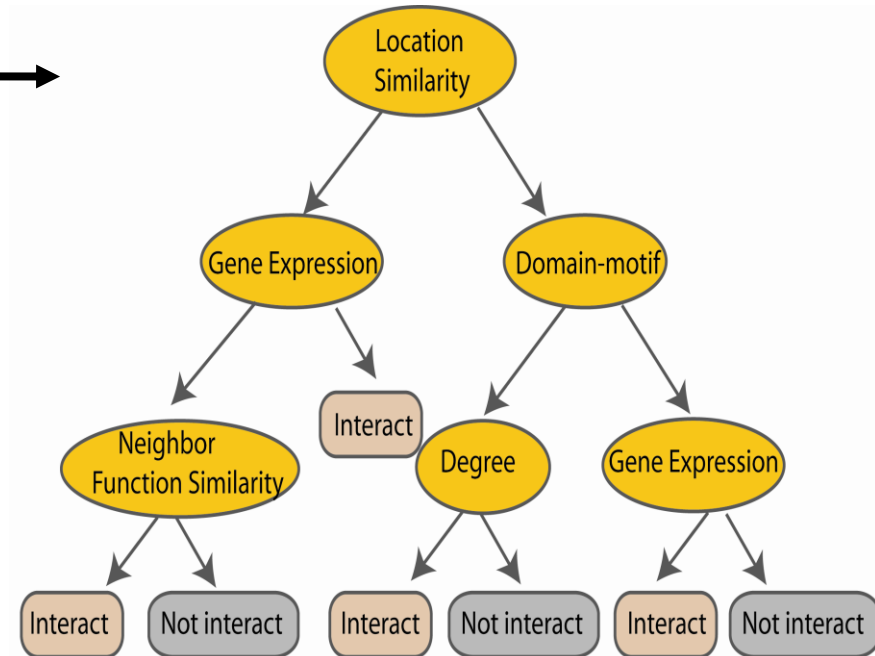 Location
Similarity
Gene Expression
Domain-motif
Interact
Neighbor
Function Similarity
Degree
Gene Expression
Interact
Not interact
Interact
Not interact
Interact
Not interact